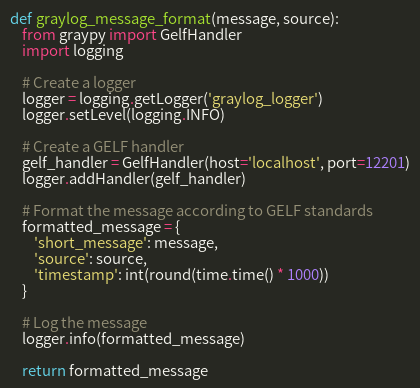 def graylog_message_format(message, source):
from graypy import GelfHandler
import logging
# Create a logger
logger = logging.getLogger('graylog_logger')
logger.setLevel(logging.INFO)
# Create a GELF handler
gelf_handler = GelfHandler(host='localhost', port=12201)
logger.addHandler(gelf_handler)
# Format the message according to GELF standards
formatted_message = {
'short_message': message,
'source': source,
'timestamp': int(round(time.time() * 1000))
}
# Log the message
logger.info(formatted_message)
return formatted_message